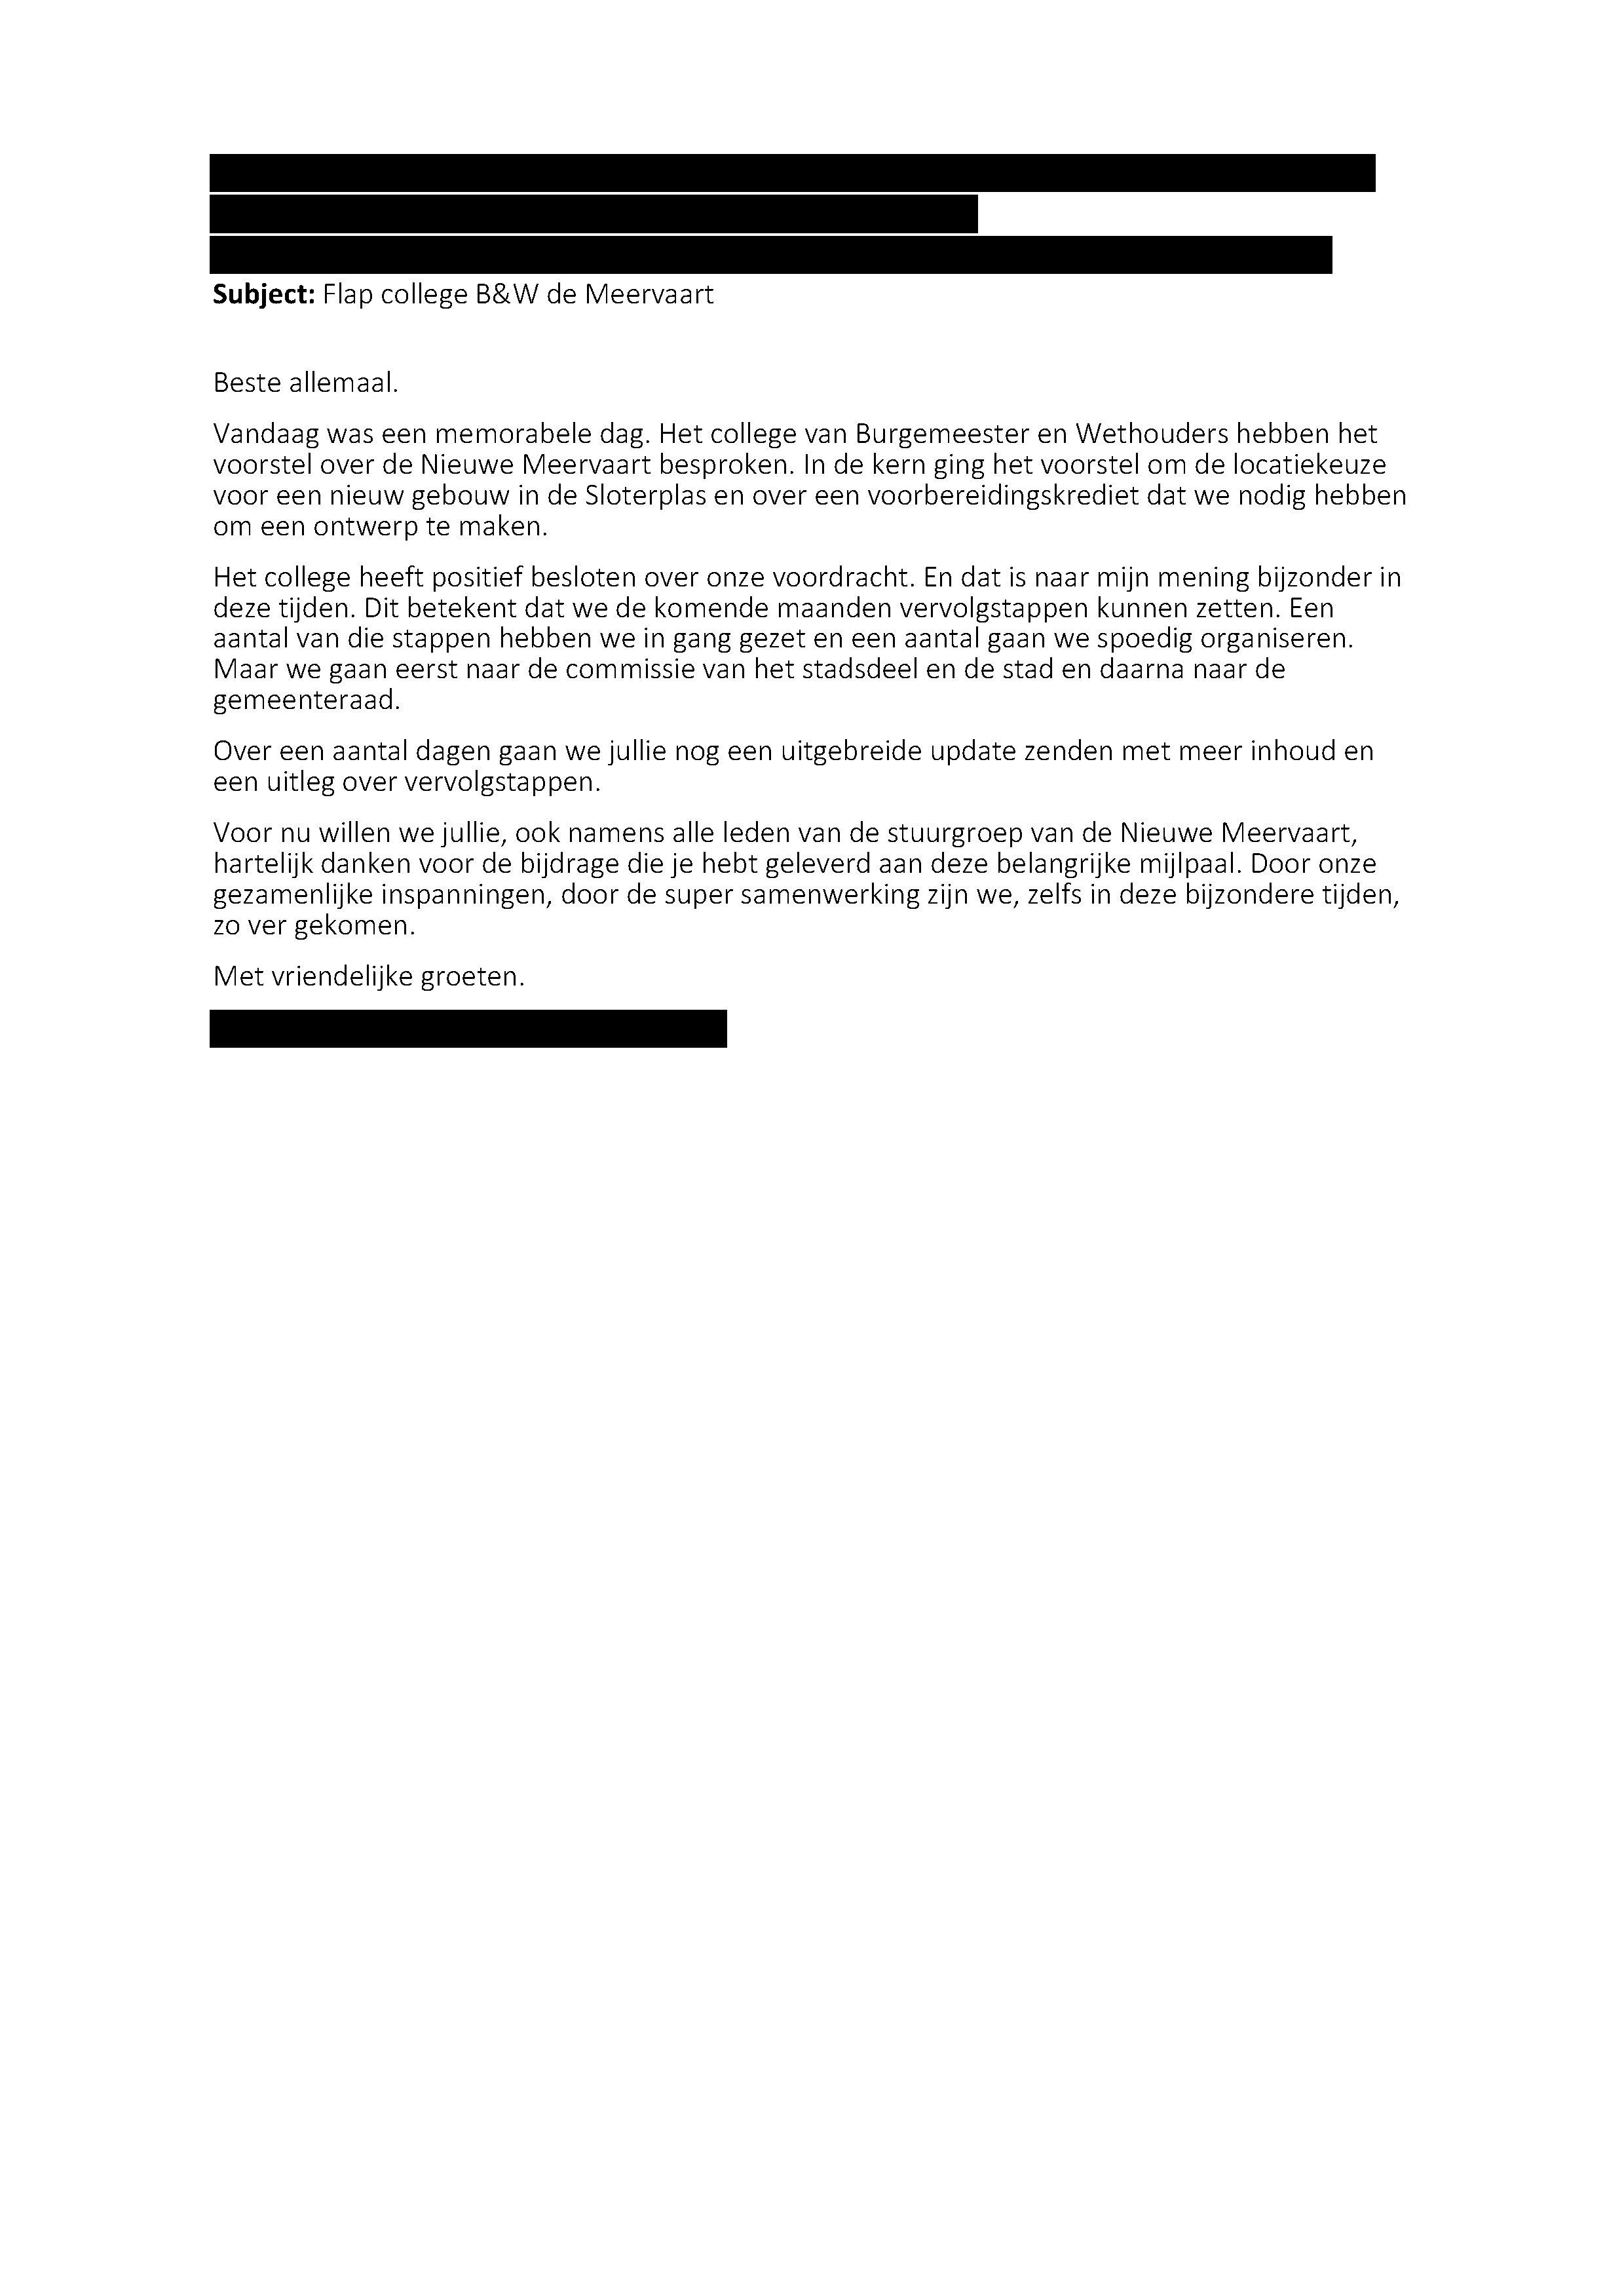 Subject: Flap college B&W de Meervaart
Beste allemaal.
Vandaag was een memorabele dag. Het college van Burgemeester en Wethouders hebben het
voorstel over de Nieuwe Meervaart besproken. In de kern ging het voorstel om de locatiekeuze
voor een nieuw gebouw in de Sloterplas en over een voorbereidingskrediet dat we nodig hebben
om een ontwerp te maken.
Het college heeft positief besloten over onze voordracht. En dat is naar mijn mening bijzonder in
deze tijden. Dit betekent dat we de komende maanden vervolgstappen kunnen zetten. Een
aantal van die stappen hebben we in gang gezet en een aantal gaan we spoedig organiseren.
Maar we gaan eerst naar de commissie van het stadsdeel en de stad en daarna naar de
gemeenteraad.
Over een aantal dagen gaan we jullie nog een uitgebreide update zenden met meer inhoud en
een uitleg over vervolgstappen.
Voor nu willen we jullie, ook namens alle leden van de stuurgroep van de Nieuwe Meervaart,
hartelijk danken voor de bijdrage die je hebt geleverd aan deze belangrijke mijlpaal. Door onze
gezamenlijke inspanningen, door de super samenwerking zijn we, zelfs in deze bijzondere tijden,
zo ver gekomen.
Met vriendelijke groeten.